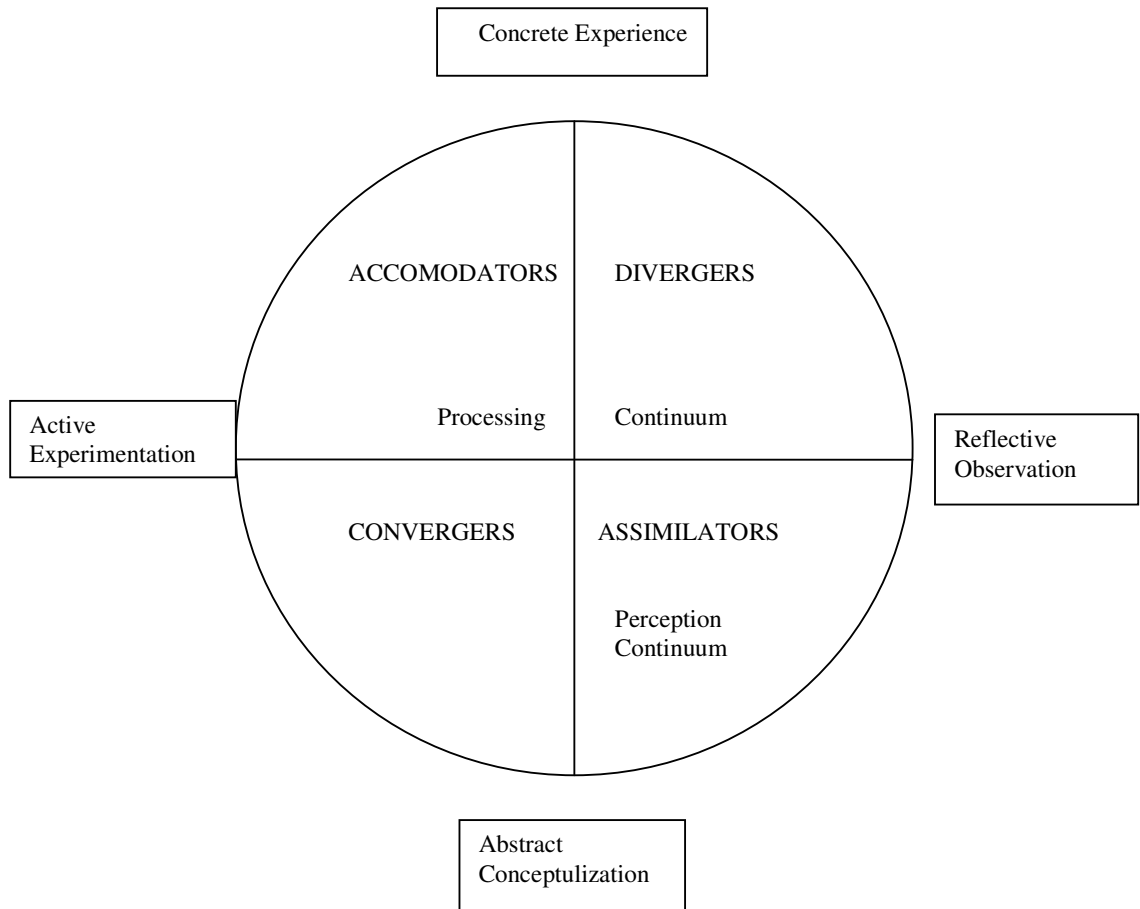 Concrete Experience
ACCOMODATORS
DIVERGERS
Processing
Continuum
Active
Experimentation
Reflective
Observation
CONVERGERS
ASSIMILATORS
Perception
Continuum
Abstract
Conceptulization